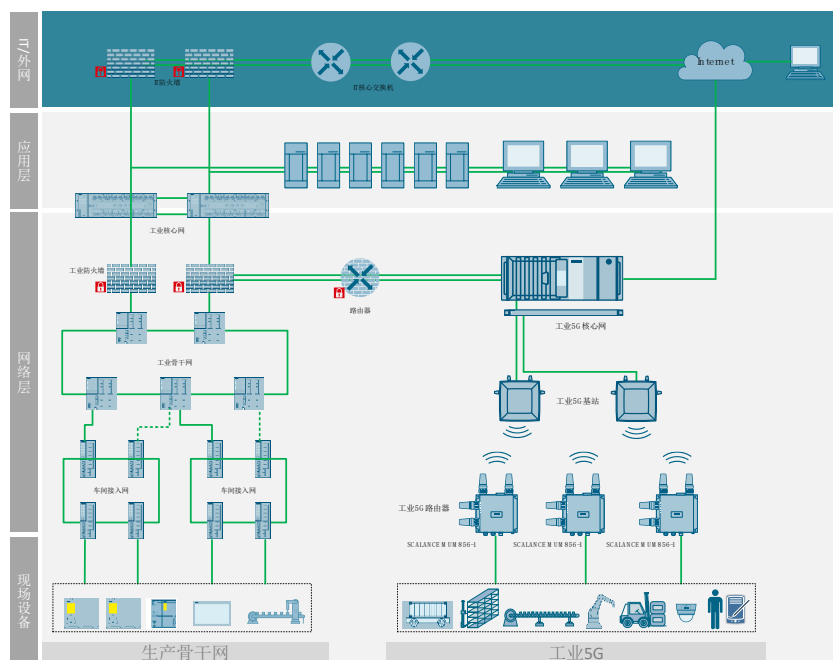 IT/外网
IT防火墙
IT核心交换机
Internet
应用层
工业核心网
网络层
工业防火墙
路由器
工业5G核心网
工业骨干网
工业5G基站
车间接入网
车间接入网
工业5G路由器
SCALANCE MUM856-1
SCALANCE MUM856-1
SCALANCE MUM856-1
现场设备
生产骨干网
工业5G